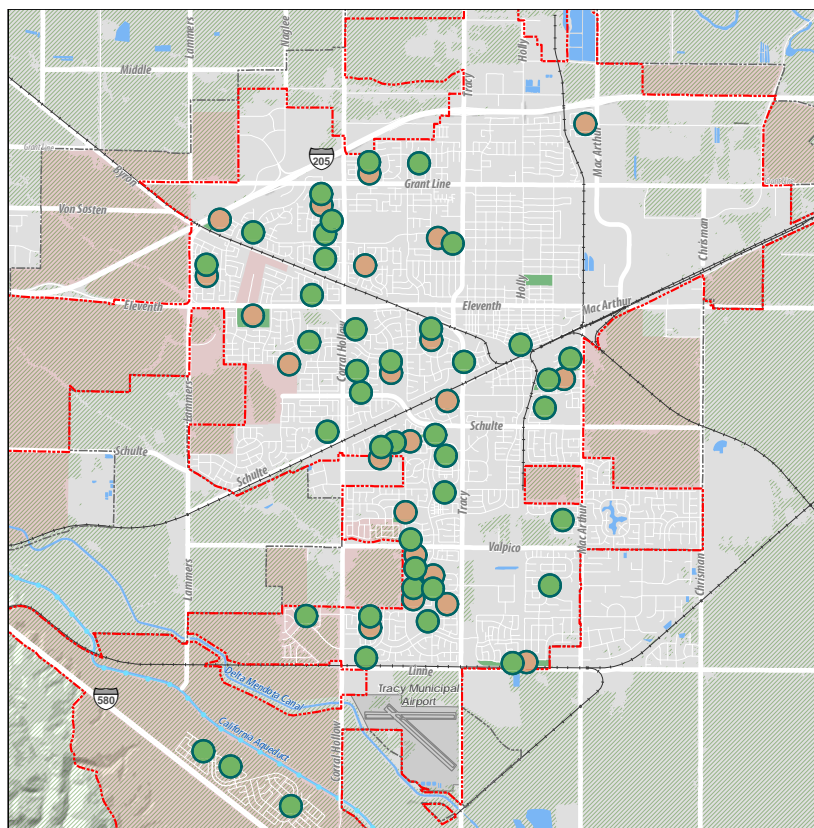 Lammers
Naglee
Holly
Middle
Tracy
Mac Arthur
205
Byron
Grant Line
Von Sosten
Chrisman
Eleventh
Eleventh
Holly
Mac Arthur
Corral Hollow
Lammers
Schulte
Schulte
Schulte
Tracy
Mac Arthur
Valpico
Lammers
Chrisman
Linne
Delta Mendota Canal
Tracy Municipal
Airport
580
California Aqueduct
Corral Hollow